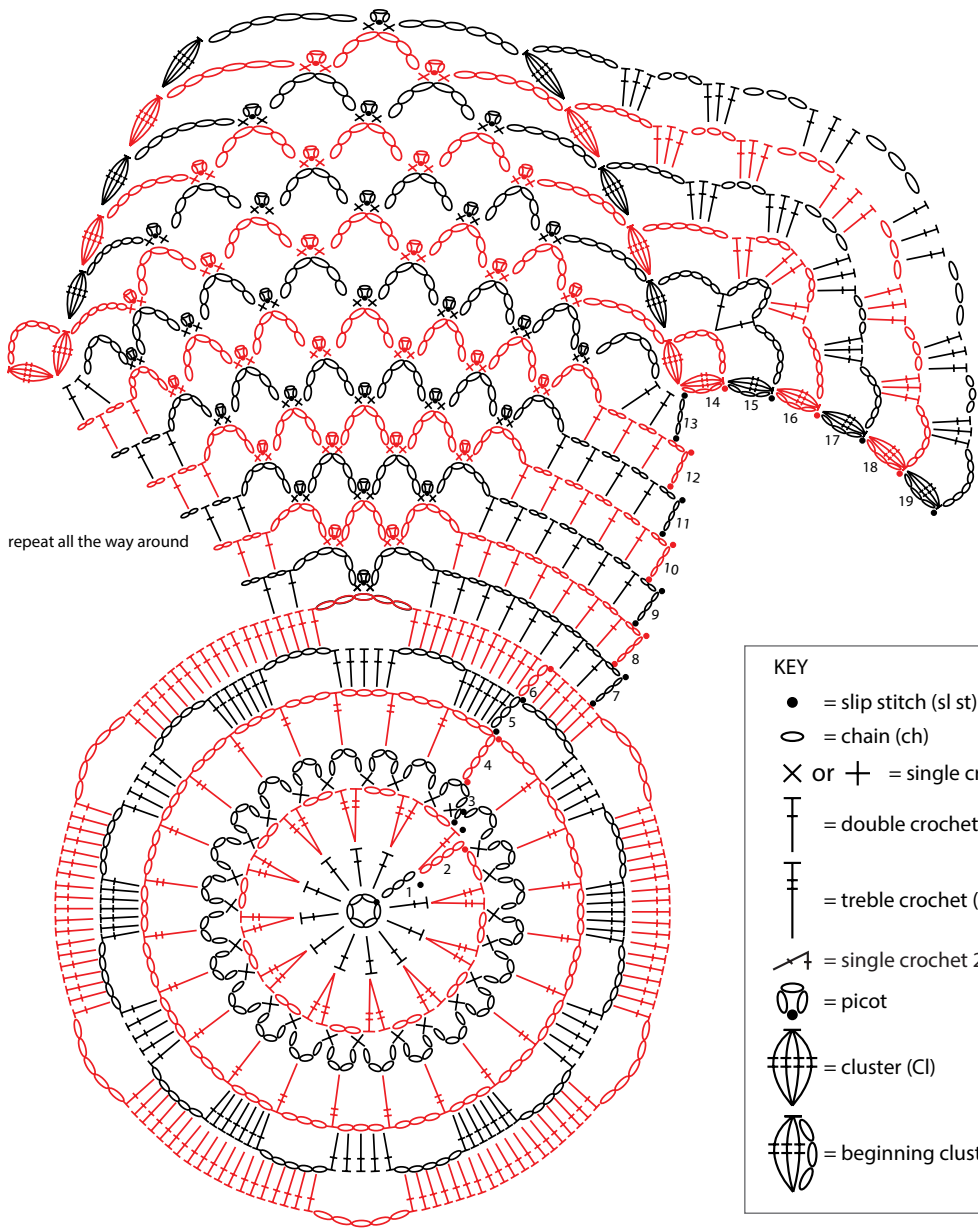 14
15
16
17
18
19
13
12
11
10
9
8
7
6
5
4
3
2
1
repeat all the way around
KEY
= slip stitch (sl st)
= chain (ch)
or = single cr
= double crochet
= treble crochet (
= single crochet 2
= picot
= cluster (Cl)
= beginning clust